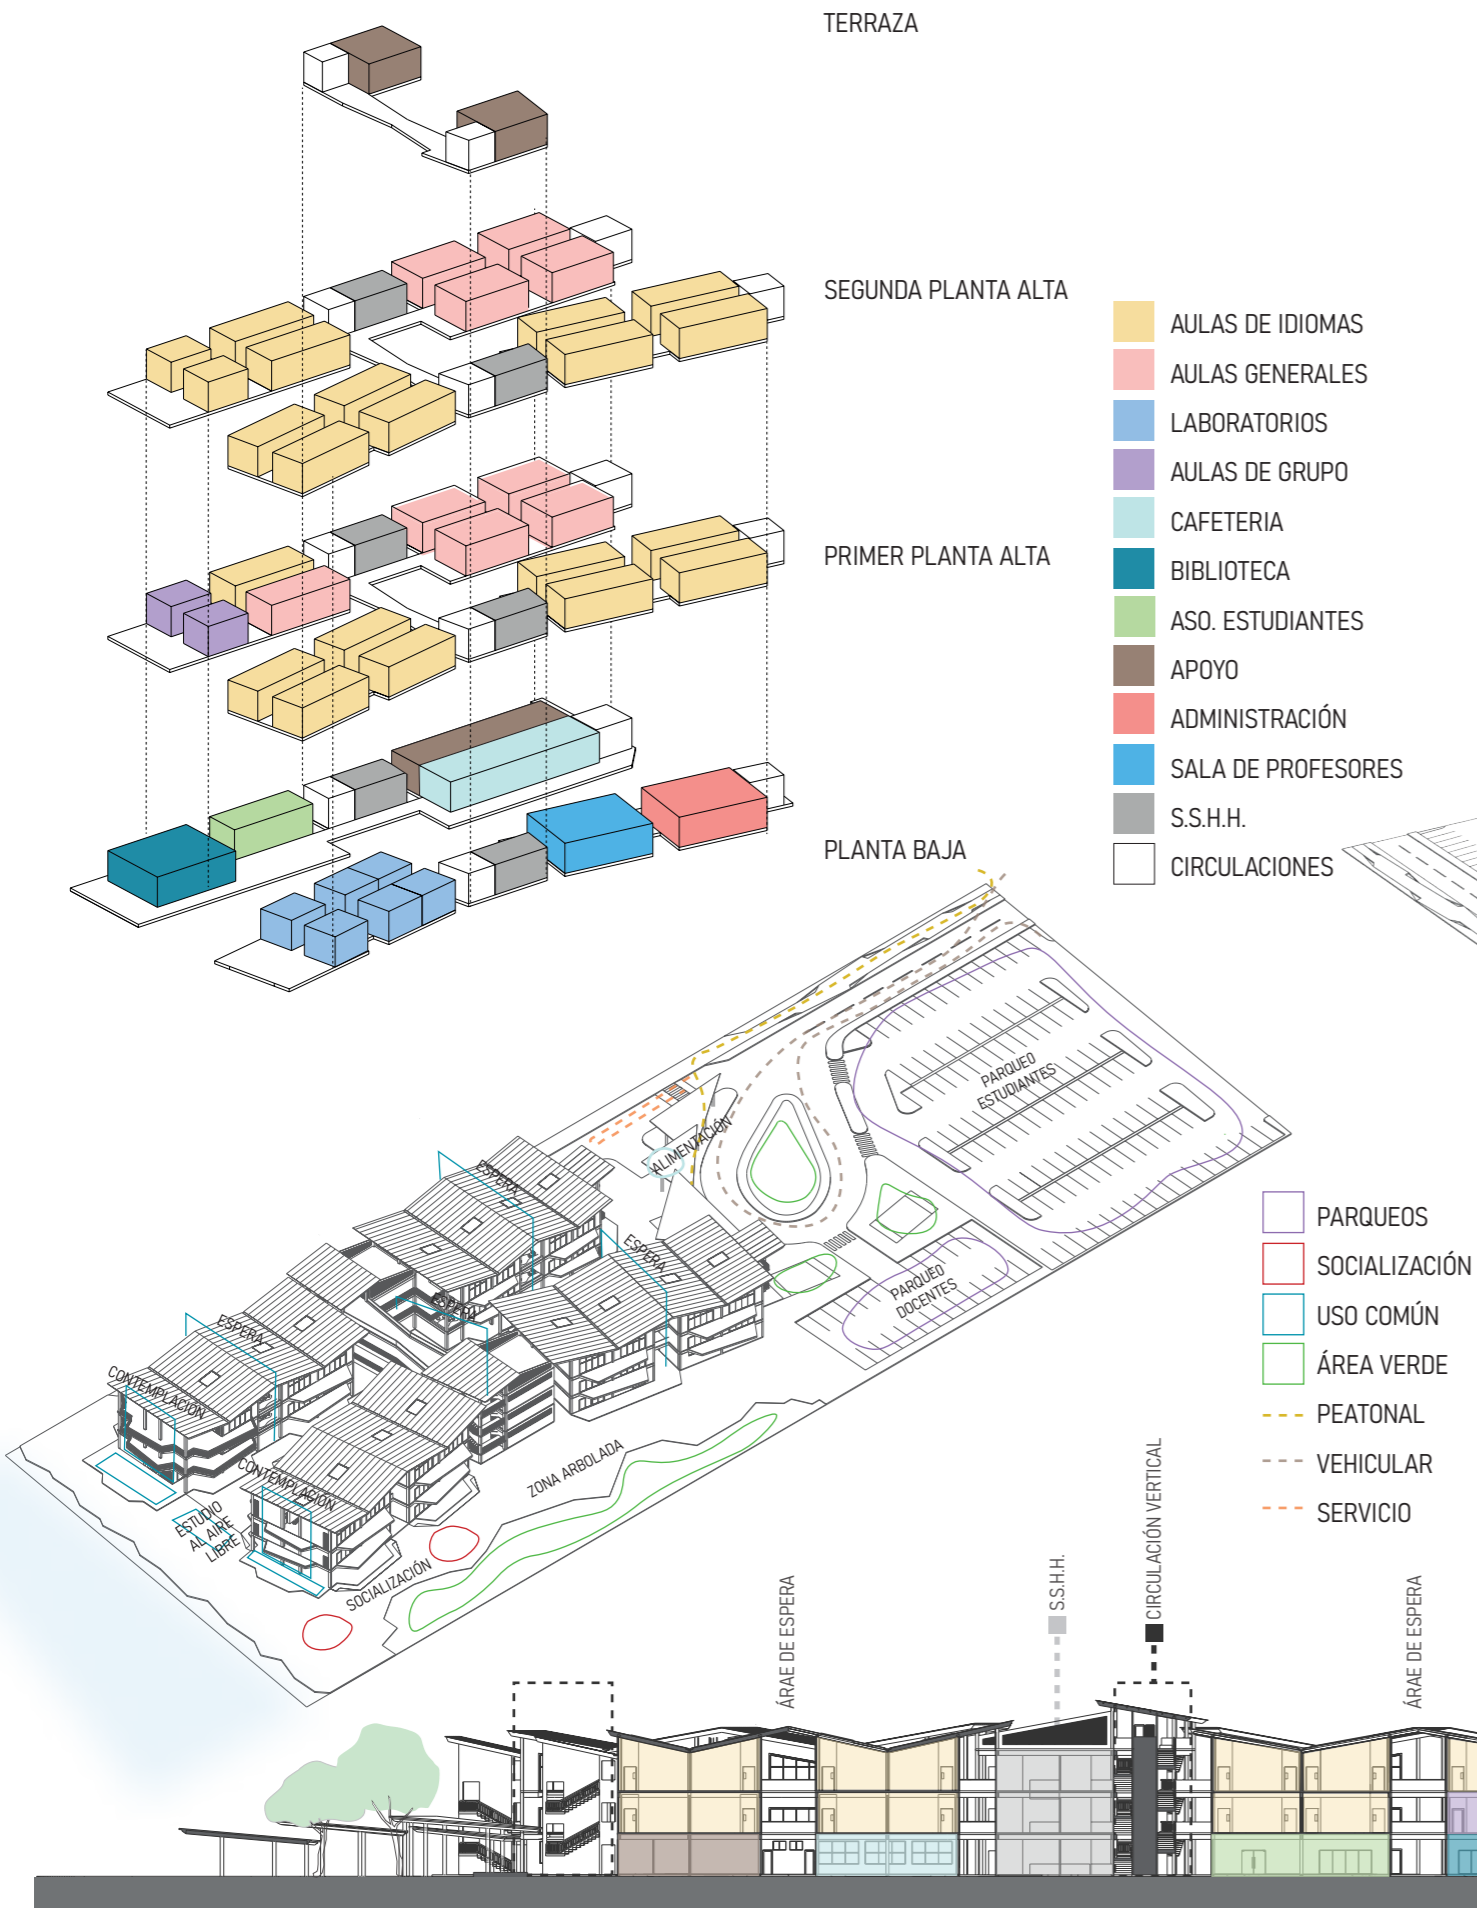 TERRAZA
SEGUNDA PLANTA ALTA
AULAS DE IDIOMAS
AULAS GENERALES
LABORATORIOS
AULAS DE GRUPO
CAFETERIA
PRIMER PLANTA ALTA
BIBLIOTECA
ASO. ESTUDIANTES
APOYO
ADMINISTRACIÓN
SALA DE PROFESORES
S.S.H.H.
PLANTA BAJA
CIRCULACIONES
PARQUEO
ESTUDIANTES
ALIMENTACIÓN
ESPERA
ESPERA
PARQUEO
DOCENTES
ESPERA
ESPERA
CONTEMPLACIÓN
CONTEMPLACIÓN
ZONA ARBOLADA
ESTUDIO
AL AIRE
LIBRE
SOCIALIZACIÓN
PARQUEOS
SOCIALIZACIÓN
USO COMÚN
ÁREA VERDE
PEATONAL
VEHICULAR
SERVICIO
ÁRAE DE ESPERA
S.S.H.H.
CIRCULACIÓN VERTICAL
ÁRAE DE ESPERA